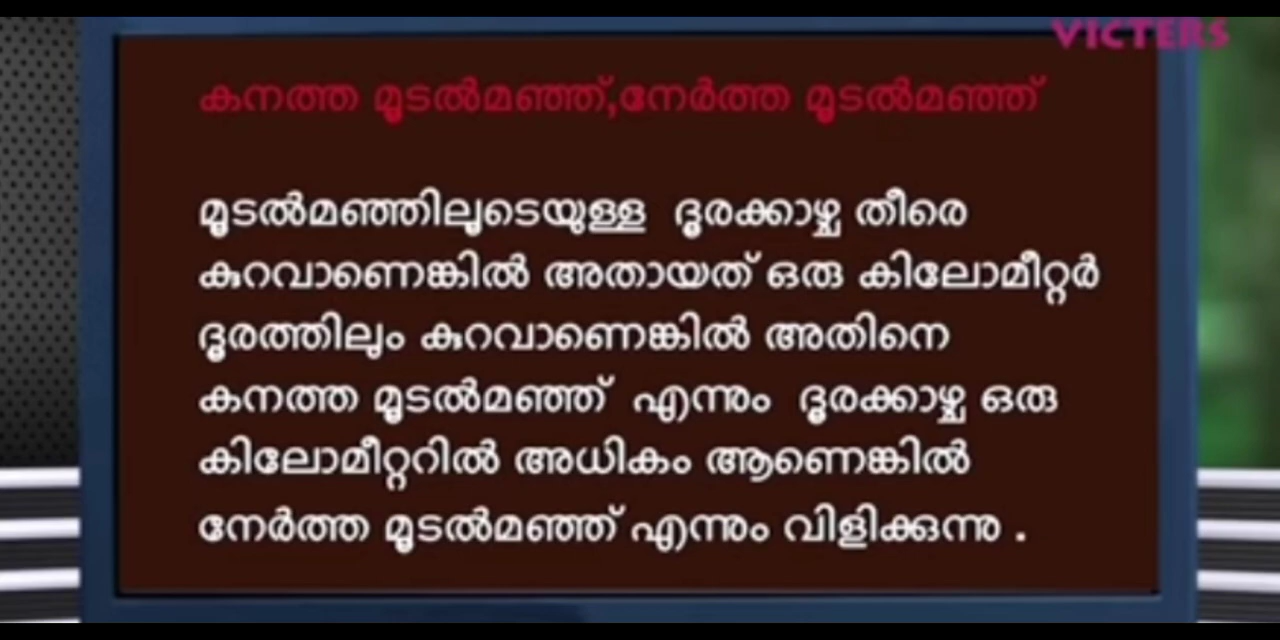 VICTERS
കനത്ത മൂടൽമഞ്ഞ്,നേർത്ത മൂടൽമഞ്ഞ്
മൂടൽമഞ്ഞിലൂടെയുള്ള ദൂരക്കാഴ്ച തീരെ
കുറവാണെങ്കിൽ അതായത് ഒരു കിലോമീറ്റർ
ദൂരത്തിലും കുറവാണെങ്കിൽ അതിനെ
കനത്ത മൂടൽമഞ്ഞ് എന്നും ദൂരക്കാഴ്ച ഒരു
കിലോമീറ്ററിൽ അധികം ആണെങ്കിൽ
നേർത്ത മൂടൽമഞ്ഞ് എന്നും വിളിക്കുന്നു .